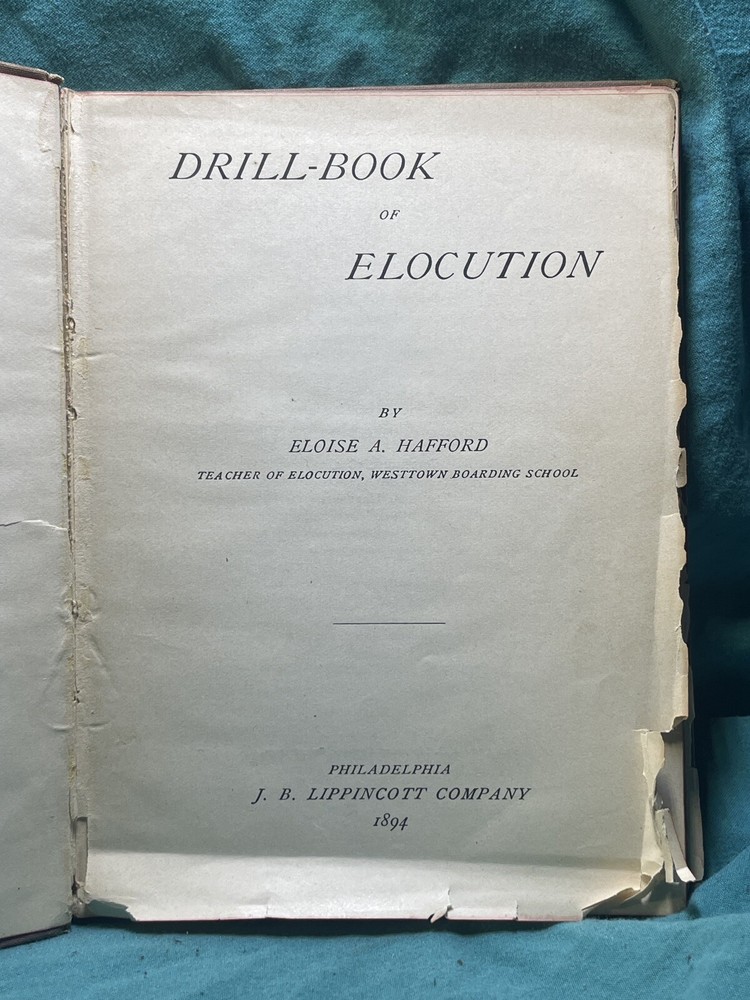 DRILL-BOOK
OF
ELOCUTION
BY
ELOISE A. HAFFORD
TEACHER OF ELOCUTION, WESTTOWN BOARDING SCHOOL
PHILADELPHIA
J. B. LIPPINCOTT COMPANY
1894